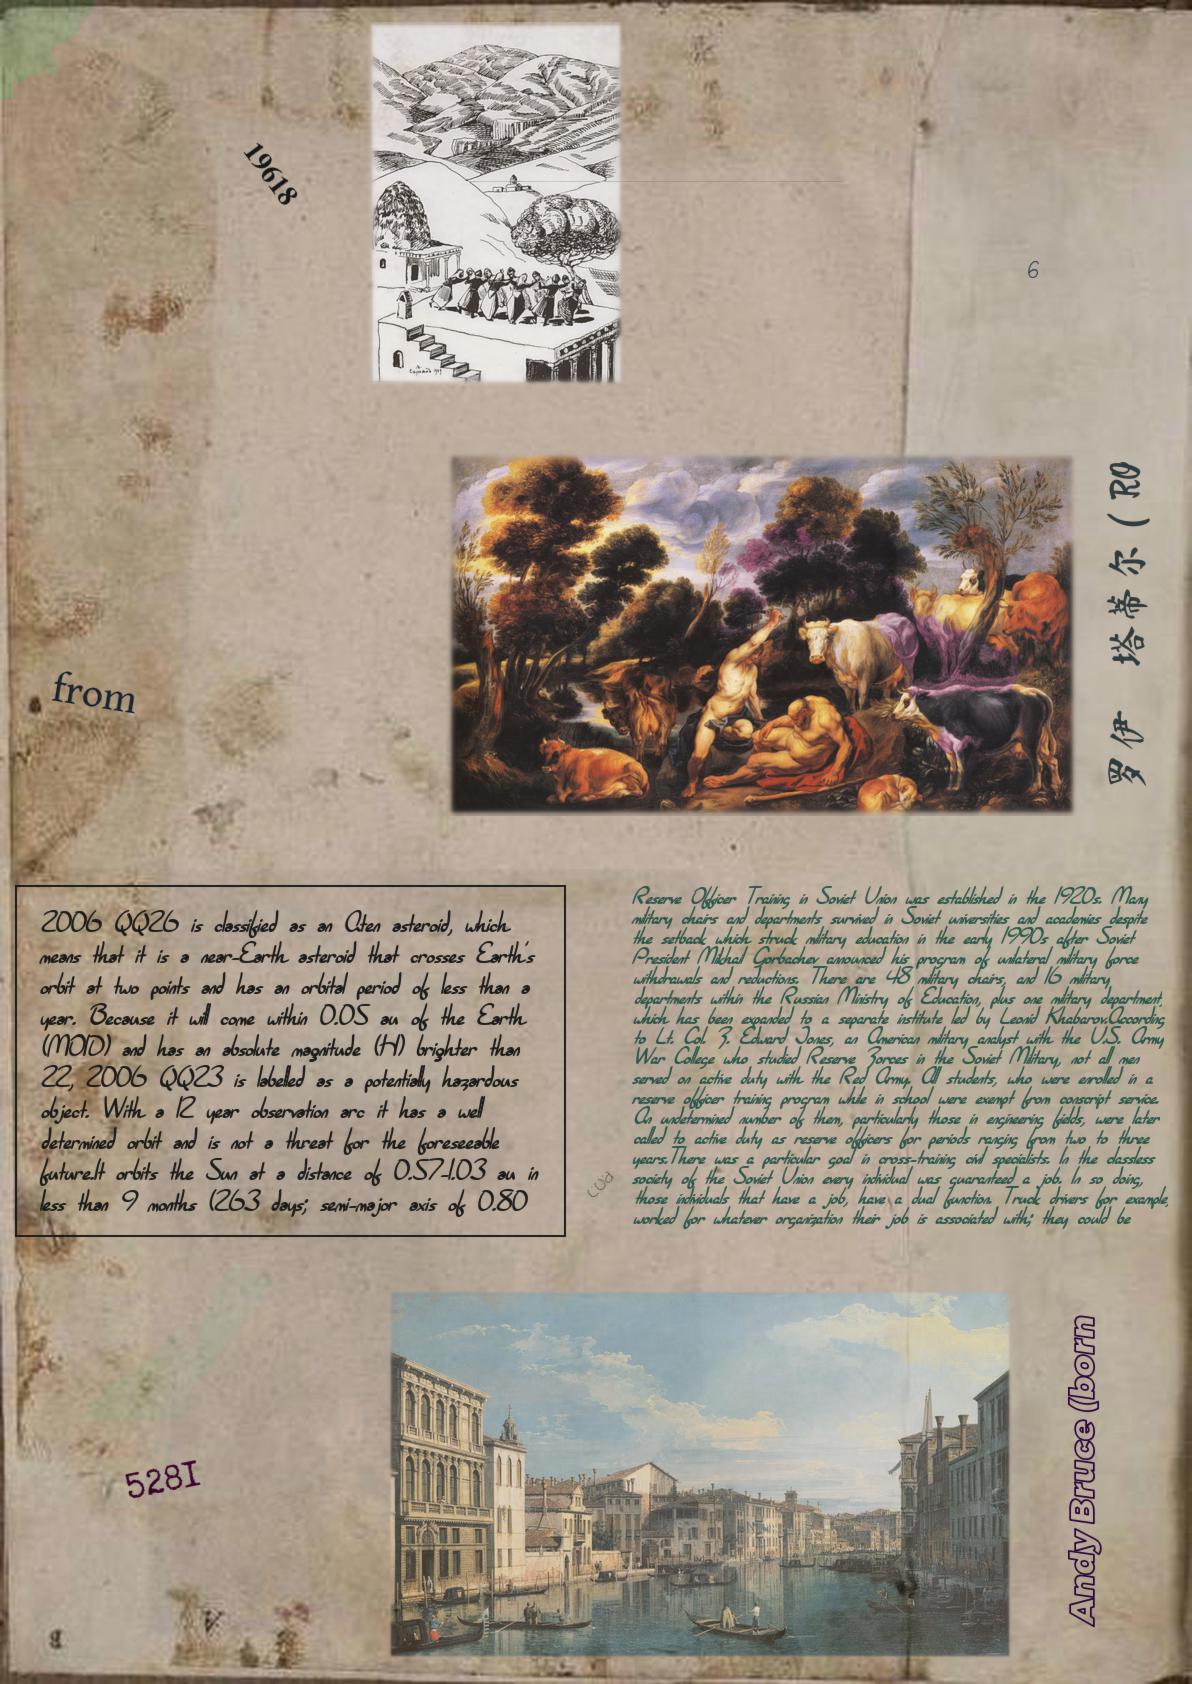 19618
6
罗伊 塔蒂尔 ( RO
from
2006 QQ26 is classified as an Aten asteroid, which
means that it is a near-Earth asteroid that crosses Earth's
orbit at two points and has an orbital period of less than a
year. Because it will come within 0.05 au of the Earth
(MOID) and has an absolute magnitude (H) brighter than
22, 2006 QQ23 is labelled as a potentially hazardous
object. With a 12 year observation arc it has a well
determined orbit and is not a threat for the foreseeable
future.It orbits the Sun at a distance of 0.57–1.03 au in
less than 9 months (263 days; semi-major axis of 0.80
Reserve Officer Training in Soviet Union was established in the 1920s. Many
military chairs and departments survived in Soviet universities and academies despite
the setback which struck military education in the early 1990s after Soviet
President Mikhail Gorbachev announced his program of unilateral military force
withdrawals and reductions. There are 48 military chairs, and 16 military
departments within the Russian Ministry of Education, plus one military department,
which has been expanded to a separate institute led by Leonid Khabarov.According
to Lt. Col. F. Edward Jones, an American military analyst with the U.S. Army
War College who studied Reserve Forces in the Soviet Military, not all men
served on active duty with the Red Army. All students, who were enrolled in a
reserve officer training program while in school were exempt from conscript service.
An undetermined number of them, particularly those in engineering fields, were later
called to active duty as reserve officers for periods ranging from two to three
years.There was a particular goal in cross-training civil specialists. In the classless
society of the Soviet Union every individual was guaranteed a job. In so doing,
those individuals that have a job, have a dual function. Truck drivers for example,
worked for whatever organization their job is associated with; they could be
528I
Andy Bruce (born